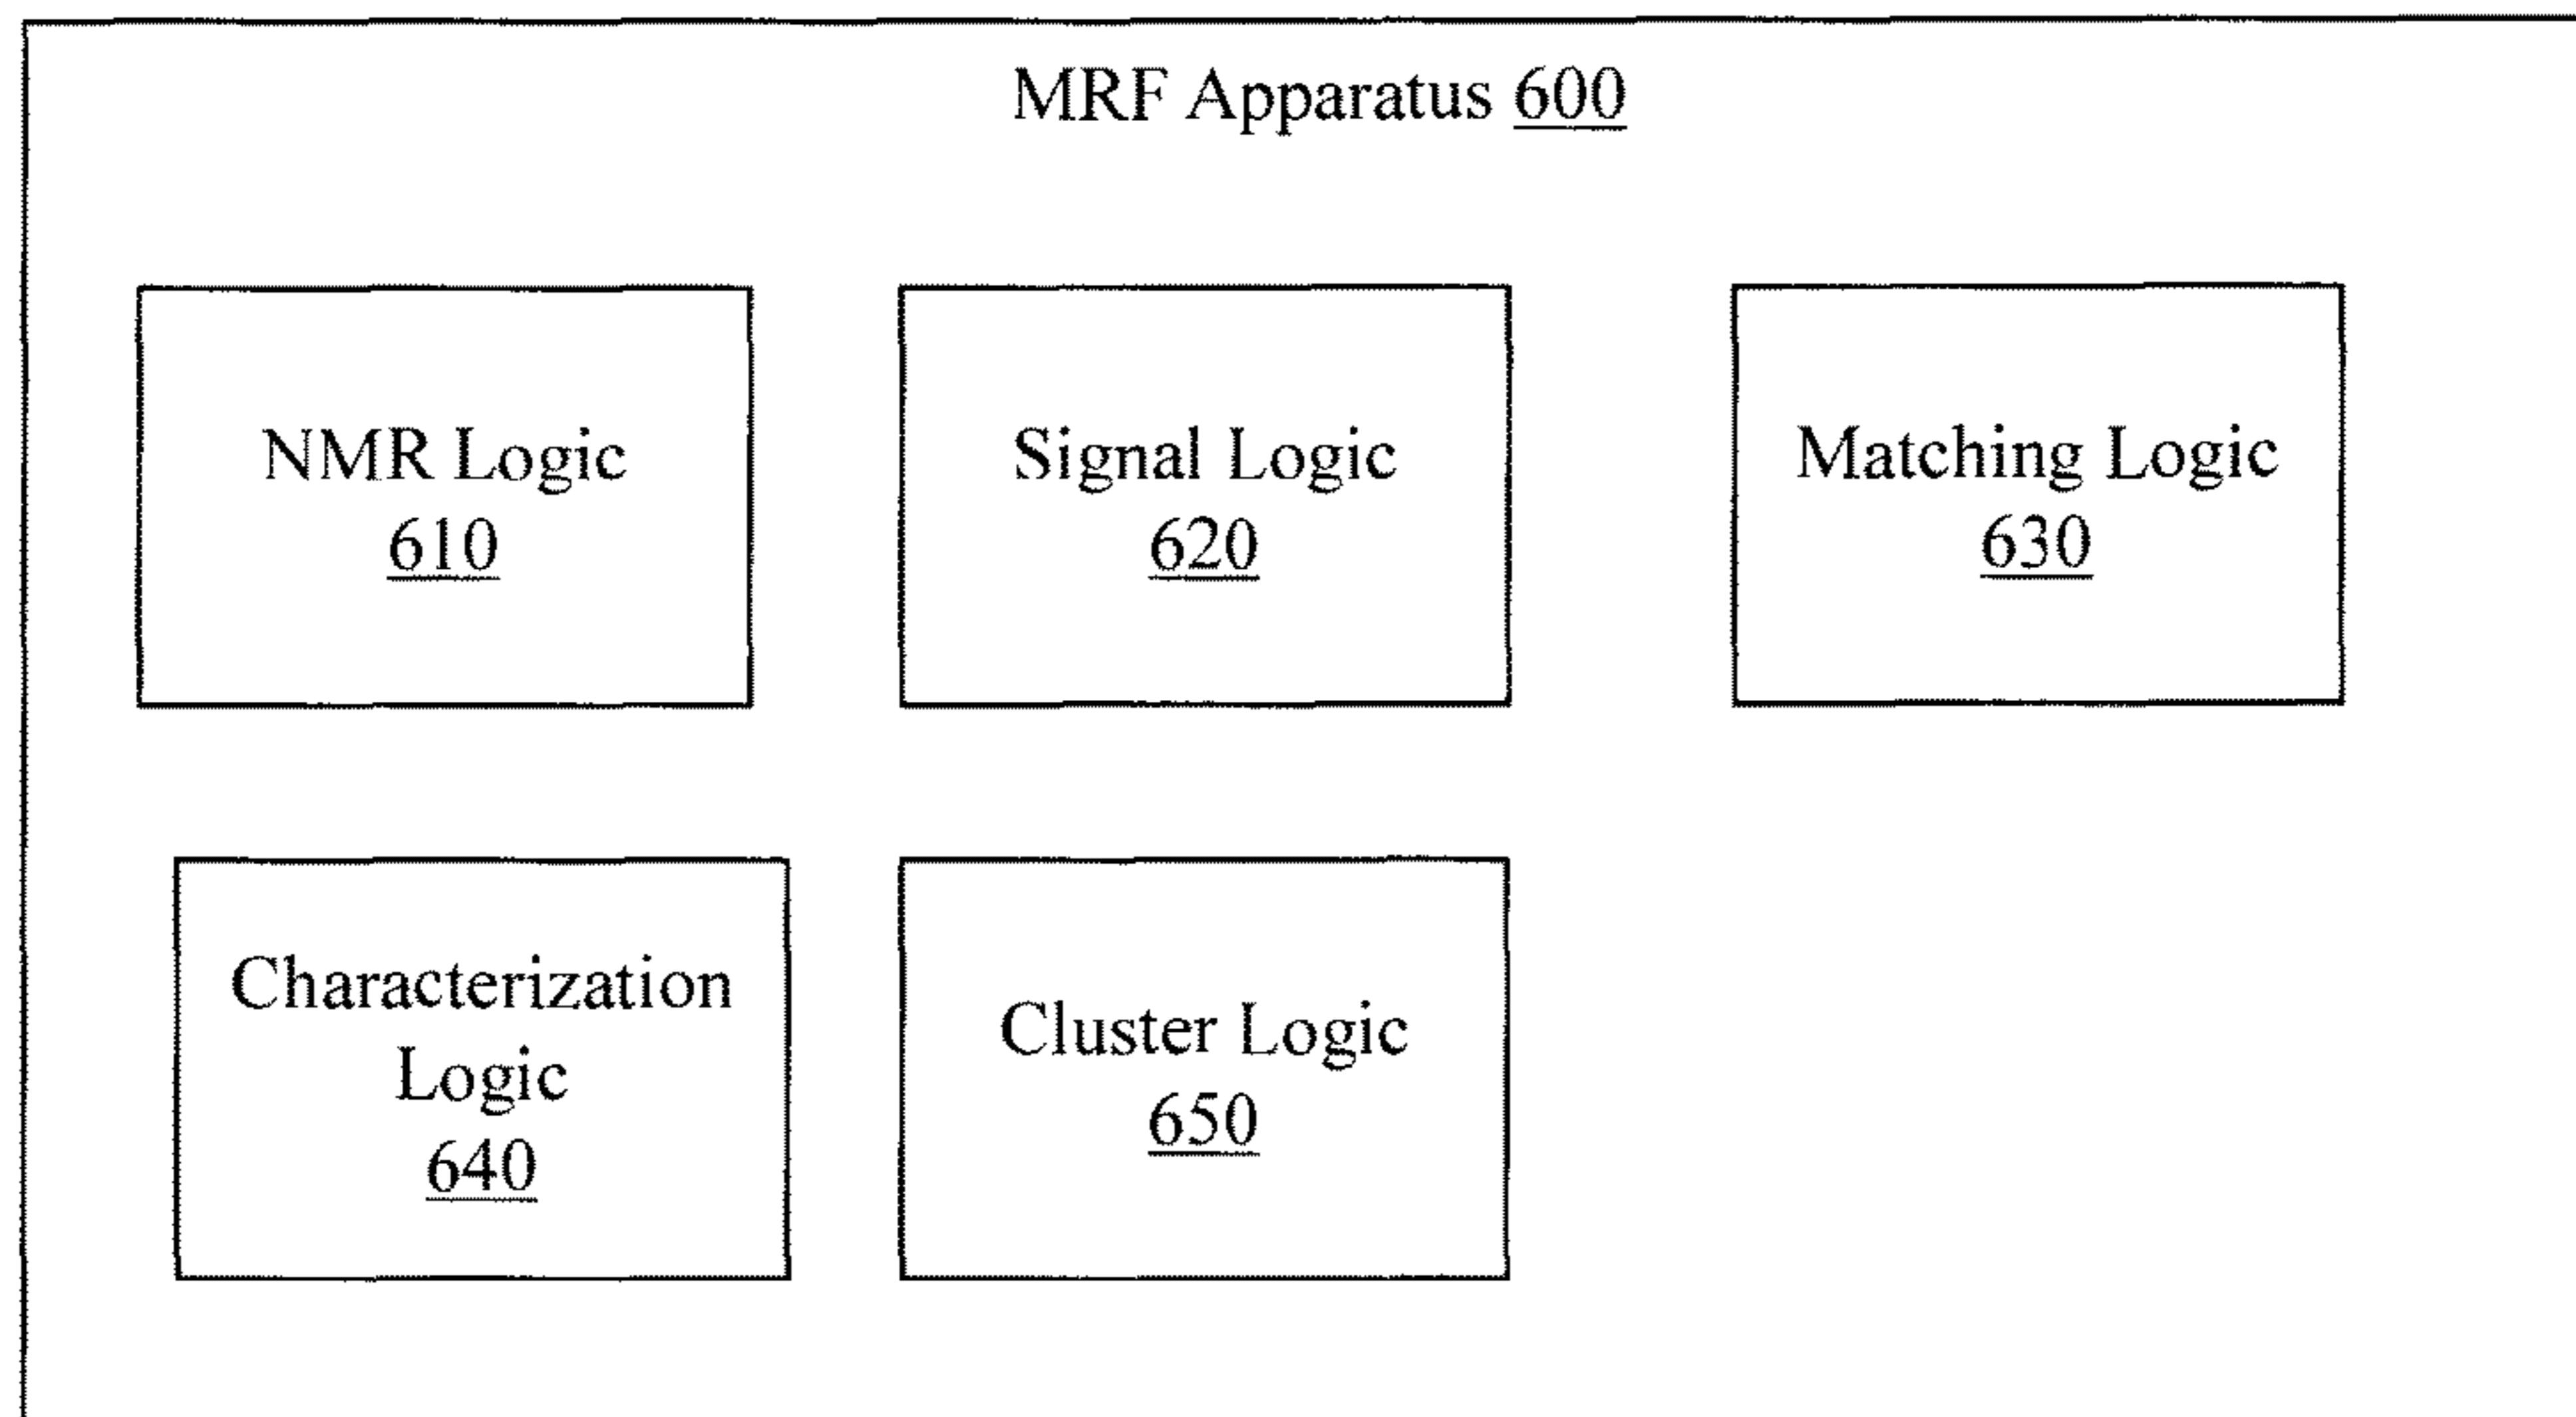 MRF Apparatus 600
NMR Logic
610
Signal Logic
620
Matching Logic
630
Characterization
Logic
640
Cluster Logic
650